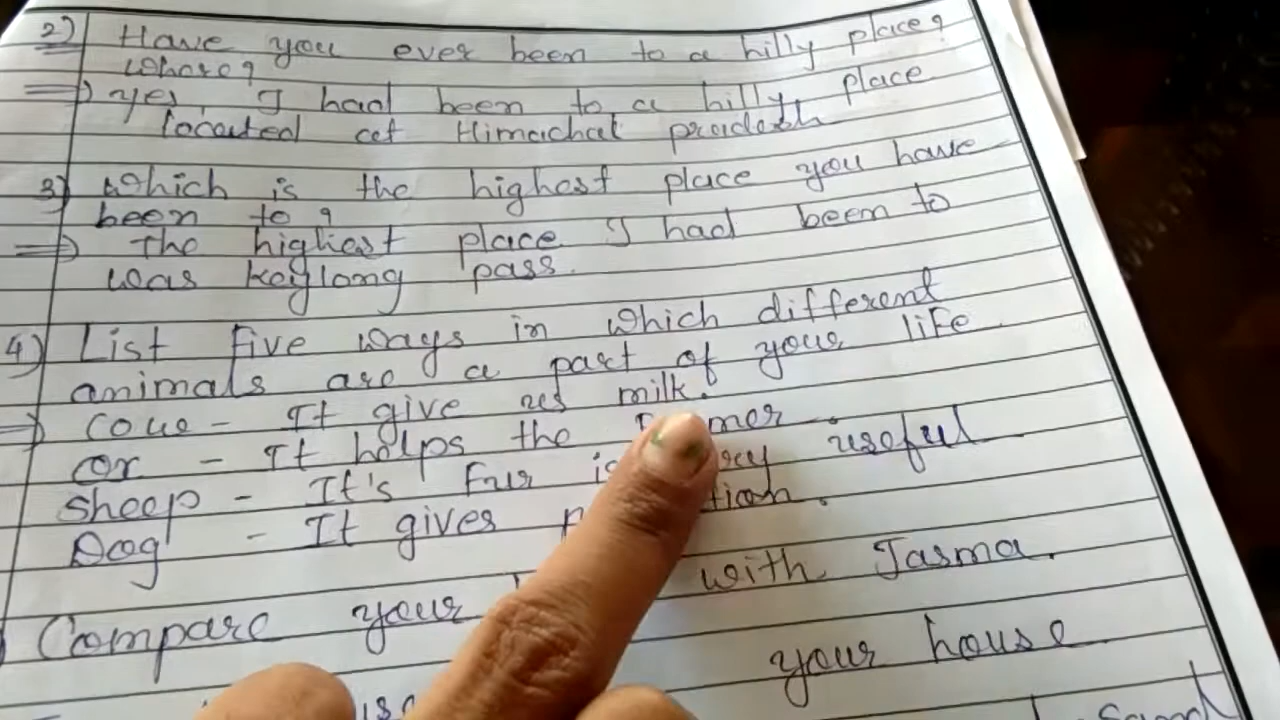 2) Have you ever been to a hilly place?
where?
⇒ yes, I had been to a hilly place
located at Himachal pradesh
3) which is the highest place you have
been to?
⇒ The highest place I had been to
was keylong pass.
4) List five ways in which different
animals are a part of your life
⇒ Cow - It give us milk.
Ox - It helps the
Sheep - It's fur is useful
Dog - It gives
Compare your with Tasma.
your house